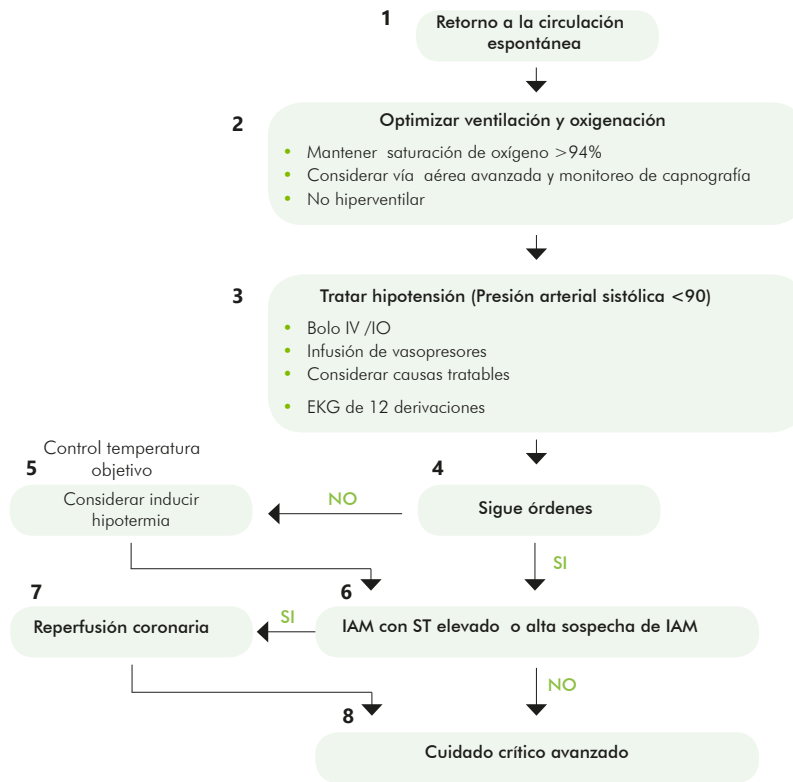 1
Retorno a la circulación
espontánea
2
Optimizar ventilación y oxigenación
• Mantener saturación de oxígeno >94%
• Considerar vía aérea avanzada y monitoreo de capnografía
• No hiperventilar
3
Tratar hipotensión (Presión arterial sistólica <90)
• Bolo IV /IO
• Infusión de vasopresores
• Considerar causas tratables
• EKG de 12 derivaciones
Control temperatura
objetivo
5
Considerar inducir
hipotermia
NO
4
Sigue órdenes
SI
7
Reperfusión coronaria
SI
6
IAM con ST elevado o alta sospecha de IAM
NO
8
Cuidado crítico avanzado